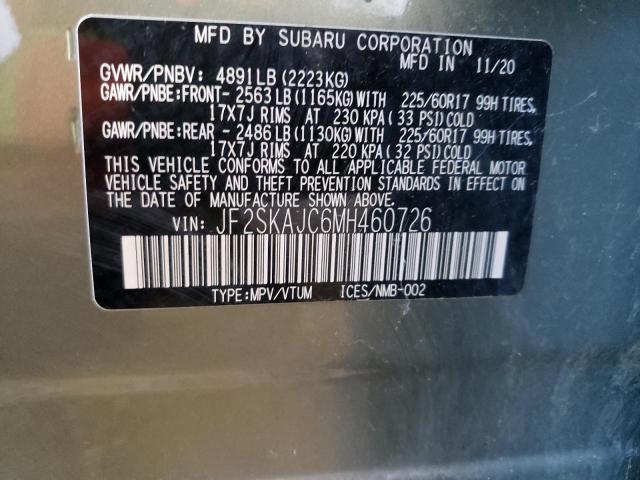 MFD BY SUBARU CORPORATION
MFD IN 11/20
GVWR/PNBV: 4891LB(2223KG)
GAWR/PNBE:FRONT- 2563LB(1165KG)WITH 225/60R17 99H TIRES,
17X7J RIMS AT 230 KPA(33 PSI)COLD
GAWR/PNBE:REAR - 2486LB(1130KG)WITH 225/60R17 99H TIRES,
17X7J RIMS AT 220 KPA(32 PSI)COLD
THIS VEHICLE CONFORMS TO ALL APPLICABLE FEDERAL MOTOR
VEHICLE SAFETY AND THEFT PREVENTION STANDARDS IN EFFECT ON
THE DATE OF MANUFACTURE SHOWN ABOVE.
VIN: JF2SKAJC6MH460726
TYPE:MPV/VTUM ICES/NMB-002